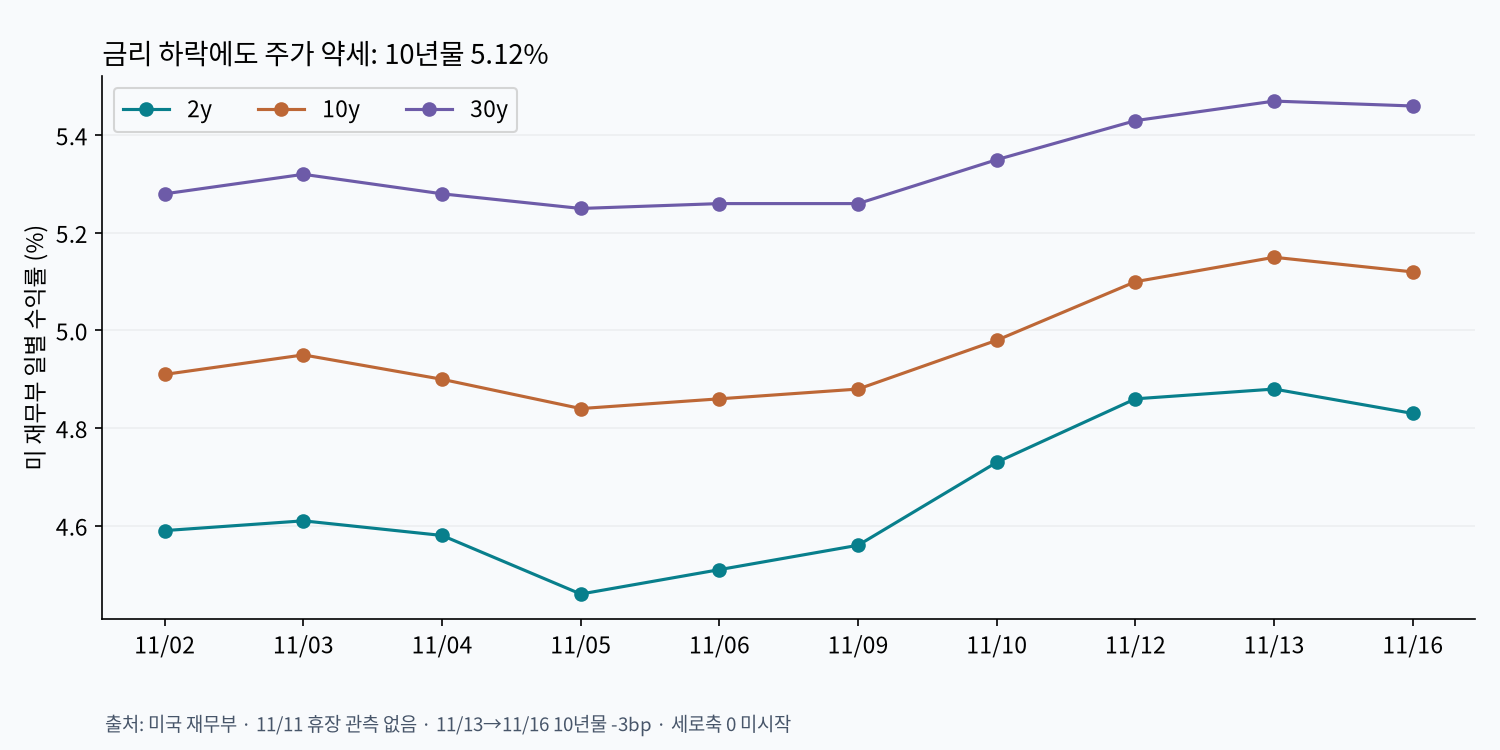 금리 하락에도 주가 약세: 10년물 5.12%
2y 10y 30y
미 재무부 일별 수익률 (%)
5.4
5.2
5.0
4.8
4.6
11/02 11/03 11/04 11/05 11/06 11/09 11/10 11/12 11/13 11/16
출처: 미국 재무부 · 11/11 휴장 관측 없음 · 11/13→11/16 10년물 -3bp · 세로축 0 미시작